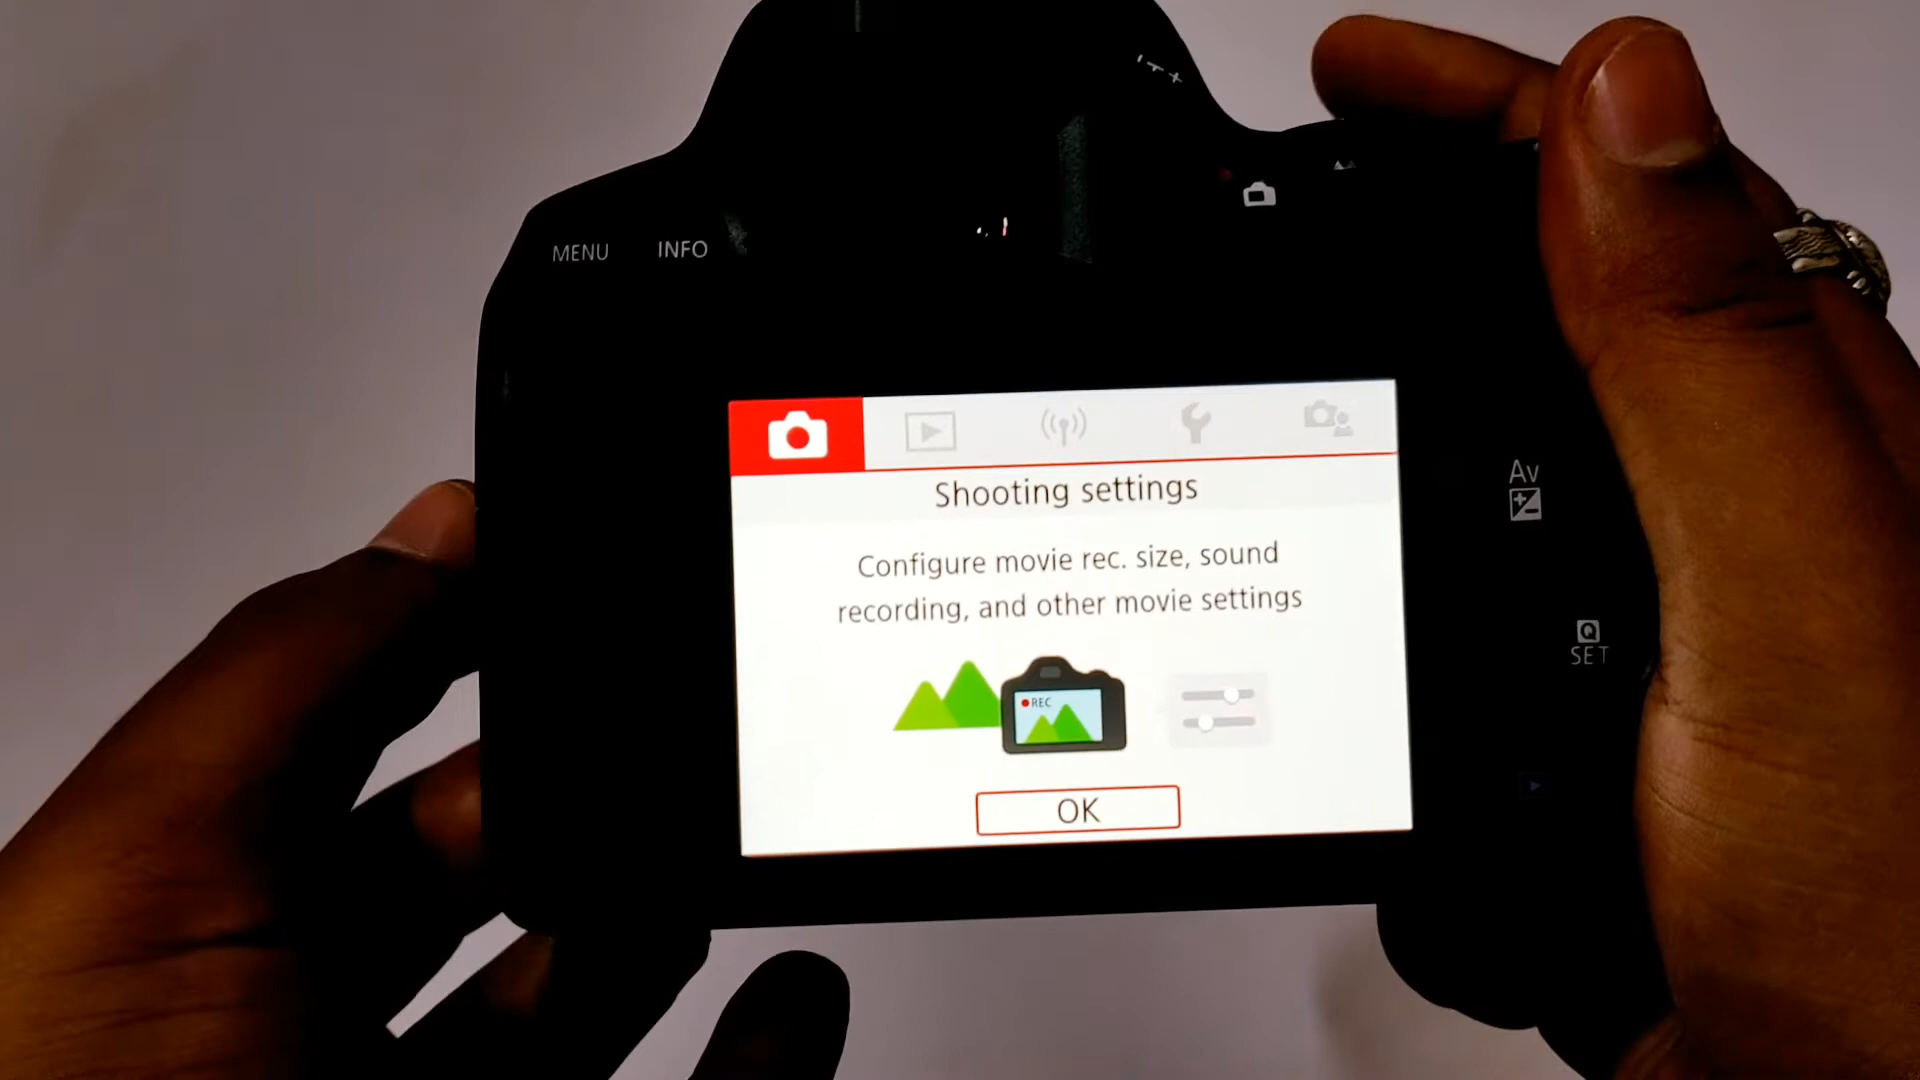 MENU INFO
Shooting settings
Configure movie rec. size, sound
recording, and other movie settings
REC
OK
Av
Q
SET